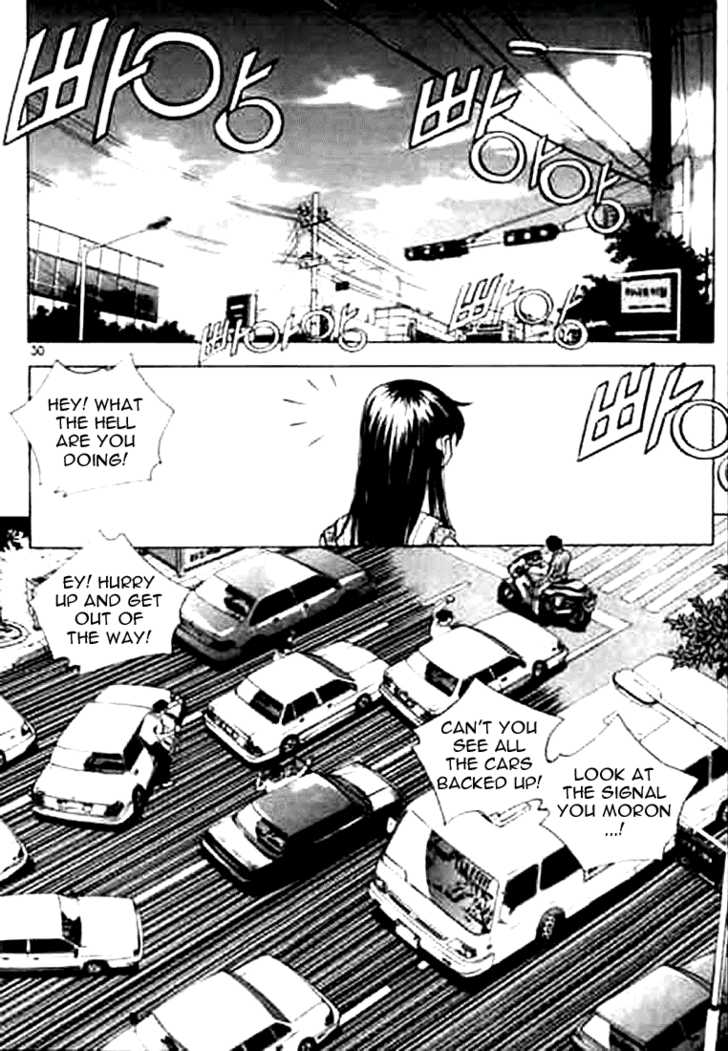 빠앙
빠아앙
빠아아앙
빠아앙
30
HEY! WHAT
THE HELL
ARE YOU
DOING!
빠앙
EY! HURRY
UP AND GET
OUT OF
THE WAY!
CAN'T YOU
SEE ALL
THE CARS
BACKED UP!
LOOK AT
THE SIGNAL
YOU MORON
...!